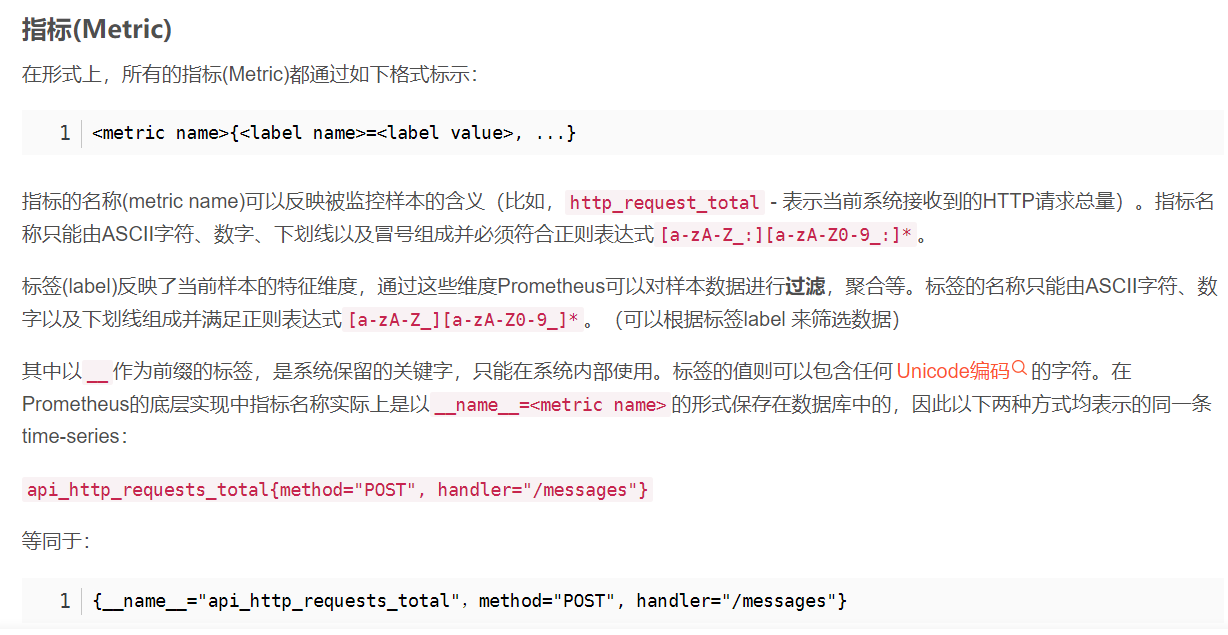 指标(Metric)
在形式上，所有的指标(Metric)都通过如下格式标示：
1 <metric name>{<label name>=<label value>, ...}
指标的名称(metric name)可以反映被监控样本的含义（比如，http_request_total - 表示当前系统接收到的HTTP请求总量）。指标名
称只能由ASCII字符、数字、下划线以及冒号组成并必须符合正则表达式[a-zA-Z_:][a-zA-Z0-9_:]*。
标签(label)反映了当前样本的特征维度，通过这些维度Prometheus可以对样本数据进行过滤，聚合等。标签的名称只能由ASCII字符、数
字以及下划线组成并满足正则表达式[a-zA-Z_][a-zA-Z0-9_]*。（可以根据标签label 来筛选数据）
其中以__作为前缀的标签，是系统保留的关键字，只能在系统内部使用。标签的值则可以包含任何Unicode编码的字符。在
Prometheus的底层实现中指标名称实际上是以__name__=<metric name>的形式保存在数据库中的，因此以下两种方式均表示的同一条
time-series：
api_http_requests_total{method="POST", handler="/messages"}
等同于：
1 {__name__="api_http_requests_total"，method="POST", handler="/messages"}